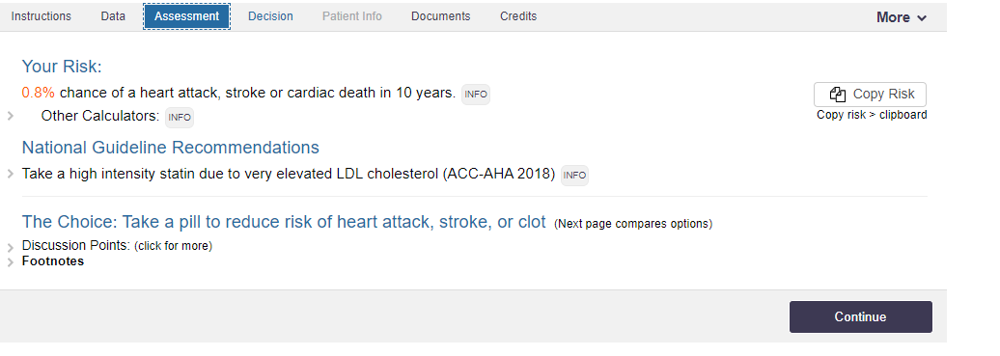 Instructions Data Assessment Decision Patient Info Documents Credits More
Your Risk:
0.8% chance of a heart attack, stroke or cardiac death in 10 years. INFO
Copy Risk
Other Calculators: INFO
Copy risk > clipboard
National Guideline Recommendations
Take a high intensity statin due to very elevated LDL cholesterol (ACC-AHA 2018) INFO
The Choice: Take a pill to reduce risk of heart attack, stroke, or clot (Next page compares options)
Discussion Points: (click for more)
Footnotes
Continue